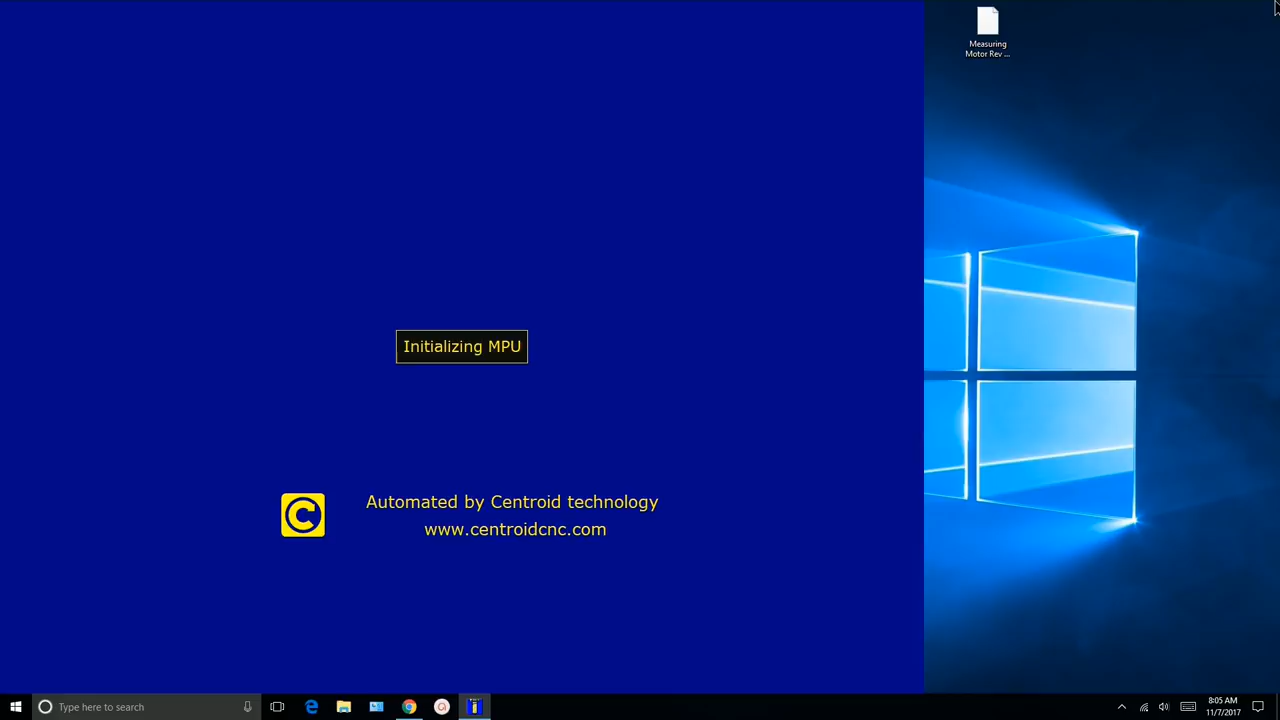 Measuring
Motor Rev ...
Initializing MPU
Automated by Centroid technology
www.centroidcnc.com
Type here to search
8:05 AM
11/7/2017